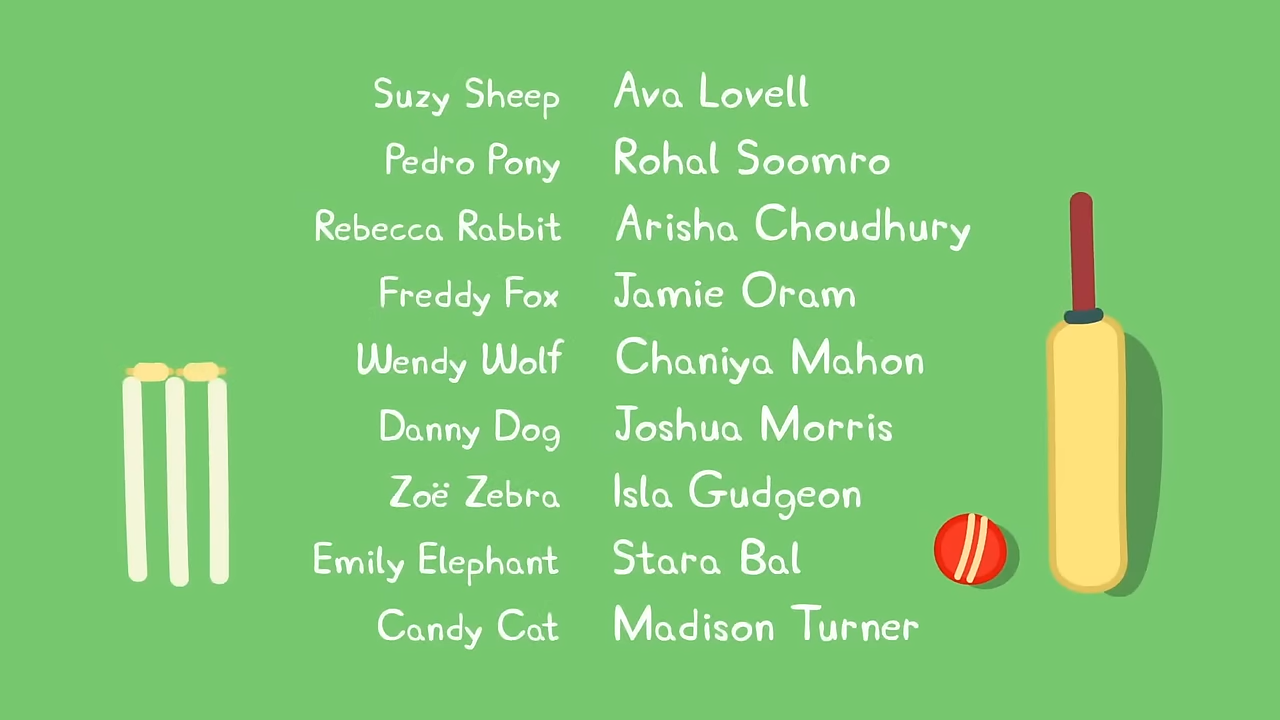 Suzy Sheep Ava Lovell
Pedro Pony Rohal Soomro
Rebecca Rabbit Arisha Choudhury
Freddy Fox Jamie Oram
Wendy Wolf Chaniya Mahon
Danny Dog Joshua Morris
Zoë Zebra Isla Gudgeon
Emily Elephant Stara Bal
Candy Cat Madison Turner